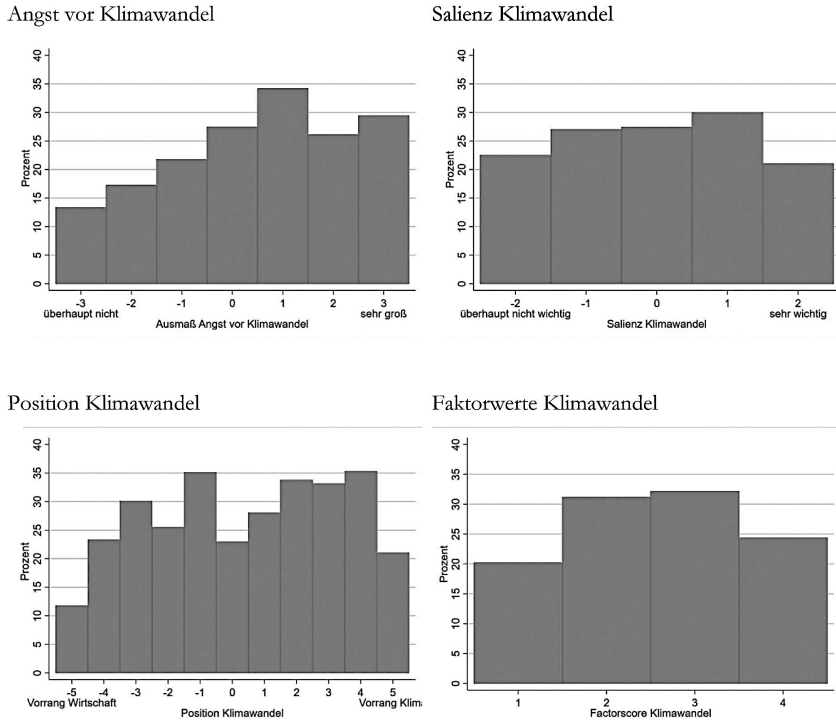 Angst vor Klimawandel
Prozent
40
35
30
25
20
15
10
5
0
-3 -2 -1 0 1 2 3
überhaupt nicht sehr groß
Ausmaß Angst vor Klimawandel
Salienz Klimawandel
Prozent
40
35
30
25
20
15
10
5
0
-2 -1 0 1 2
überhaupt nicht wichtig sehr wichtig
Salienz Klimawandel
Position Klimawandel
Prozent
40
35
30
25
20
15
10
5
0
-5 -4 -3 -2 -1 0 1 2 3 4 5
Vorrang Wirtschaft Vorrang Klim
Position Klimawandel
Faktorwerte Klimawandel
Prozent
40
35
30
25
20
15
10
5
0
1 2 3 4
Factorscore Klimawandel